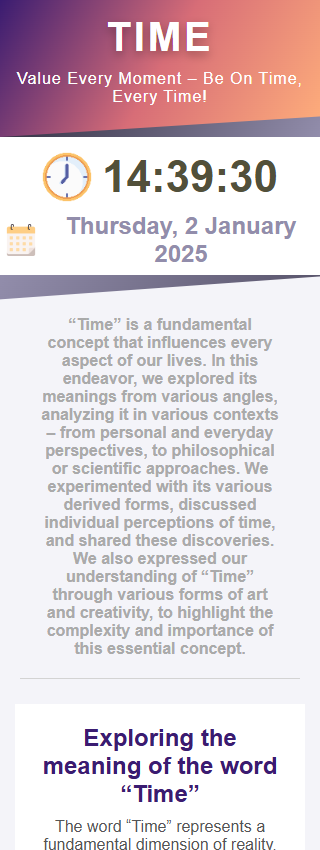 TIME
Value Every Moment – Be On Time,
Every Time!
14:39:30
Thursday, 2 January
2025
“Time” is a fundamental
concept that influences every
aspect of our lives. In this
endeavor, we explored its
meanings from various angles,
analyzing it in various contexts
– from personal and everyday
perspectives, to philosophical
or scientific approaches. We
experimented with its various
derived forms, discussed
individual perceptions of time,
and shared these discoveries.
We also expressed our
understanding of “Time”
through various forms of art
and creativity, to highlight the
complexity and importance of
this essential concept.
Exploring the
meaning of the word
“Time”
The word “Time” represents a
fundamental dimension of reality,